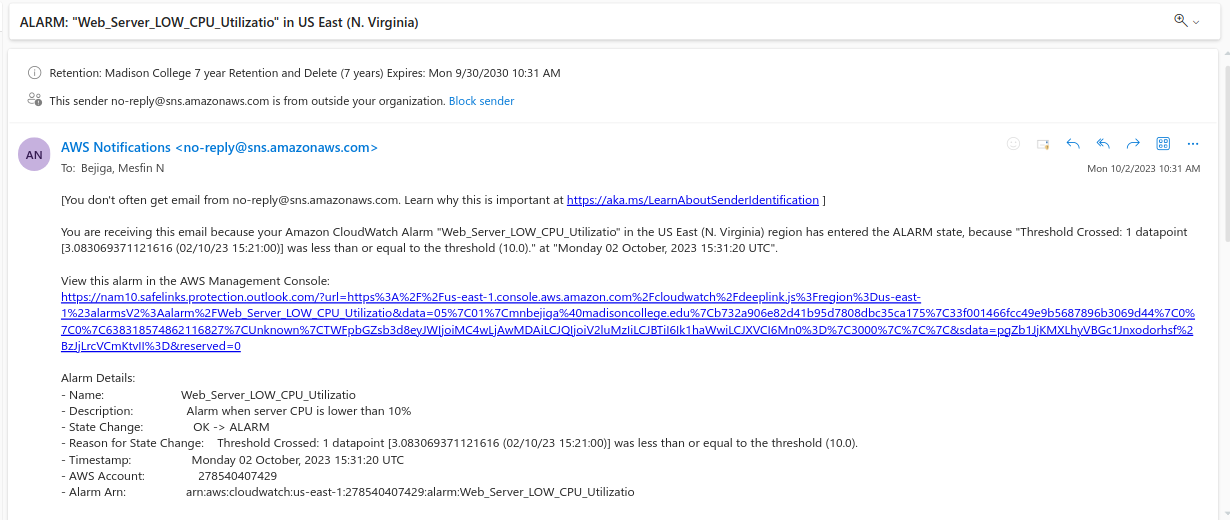 ALARM: "Web_Server_LOW_CPU_Utilizatio" in US East (N. Virginia)
Retention: Madison College 7 year Retention and Delete (7 years) Expires: Mon 9/30/2030 10:31 AM
This sender no-reply@sns.amazonaws.com is from outside your organization. Block sender
AN
AWS Notifications <no-reply@sns.amazonaws.com>
To: Bejiga, Mesfin N
Mon 10/2/2023 10:31 AM
[You don't often get email from no-reply@sns.amazonaws.com. Learn why this is important at https://aka.ms/LearnAboutSenderIdentification ]
You are receiving this email because your Amazon CloudWatch Alarm "Web_Server_LOW_CPU_Utilizatio" in the US East (N. Virginia) region has entered the ALARM state, because "Threshold Crossed: 1 datapoint
[3.083069371121616 (02/10/23 15:21:00)] was less than or equal to the threshold (10.0)." at "Monday 02 October, 2023 15:31:20 UTC".
View this alarm in the AWS Management Console:
https://nam10.safelinks.protection.outlook.com/?url=https%3A%2F%2Fus-east-1.console.aws.amazon.com%2Fcloudwatch%2Fdeeplink.js%3Fregion%3Dus-east-
1%23alarmsV2%3Aalarm%2FWeb_Server_LOW_CPU_Utilizatio&data=05%7C01%7Cmnbejiga%40madisoncollege.edu%7Cb732a906e82d41b95d7808dbc35ca175%7C33f001466fcc49e9b5687896b3069d44%7C0%
7C0%7C638318574862116827%7CUnknown%7CTWFpbGZsb3d8eyJWIjoiMC4wLjAwMDAiLCJQIjoiV2luMzIiLCJBTiI6Ik1haWwiLCJXVCI6Mn0%3D%7C3000%7C%7C%7C&sdata=pgZb1JjKMXLhyVBGc1Jnxodorhsf%2
BzJjLrcVCmKtvII%3D&reserved=0
Alarm Details:
- Name: Web_Server_LOW_CPU_Utilizatio
- Description: Alarm when server CPU is lower than 10%
- State Change: OK -> ALARM
- Reason for State Change: Threshold Crossed: 1 datapoint [3.083069371121616 (02/10/23 15:21:00)] was less than or equal to the threshold (10.0).
- Timestamp: Monday 02 October, 2023 15:31:20 UTC
- AWS Account: 278540407429
- Alarm Arn: arn:aws:cloudwatch:us-east-1:278540407429:alarm:Web_Server_LOW_CPU_Utilizatio